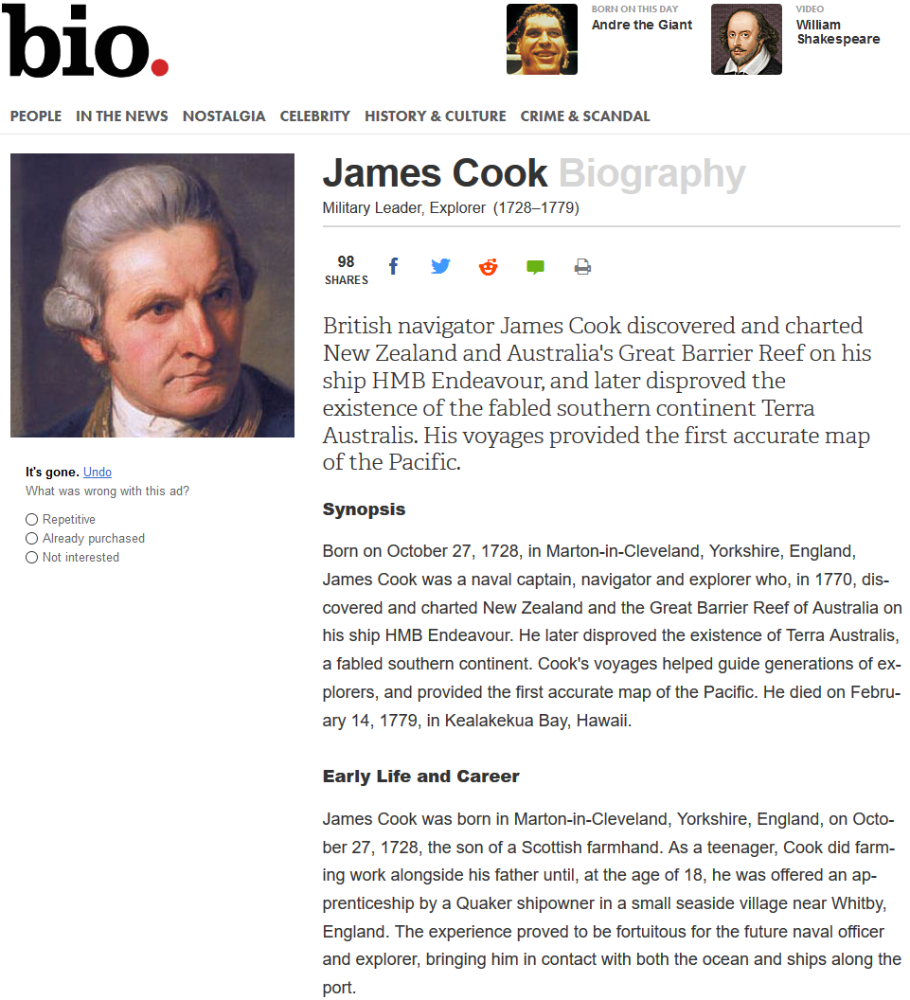 bio.
BORN ON THIS DAY
Andre the Giant
VIDEO
William
Shakespeare
PEOPLE IN THE NEWS NOSTALGIA CELEBRITY HISTORY & CULTURE CRIME & SCANDAL
James Cook Biography
Military Leader, Explorer (1728–1779)
98
SHARES
British navigator James Cook discovered and charted
New Zealand and Australia's Great Barrier Reef on his
ship HMB Endeavour, and later disproved the
existence of the fabled southern continent Terra
Australis. His voyages provided the first accurate map
of the Pacific.
It's gone. Undo
What was wrong with this ad?
Repetitive
Already purchased
Not interested
Synopsis
Born on October 27, 1728, in Marton-in-Cleveland, Yorkshire, England,
James Cook was a naval captain, navigator and explorer who, in 1770, dis-
covered and charted New Zealand and the Great Barrier Reef of Australia on
his ship HMB Endeavour. He later disproved the existence of Terra Australis,
a fabled southern continent. Cook's voyages helped guide generations of ex-
plorers, and provided the first accurate map of the Pacific. He died on Febru-
ary 14, 1779, in Kealakekua Bay, Hawaii.
Early Life and Career
James Cook was born in Marton-in-Cleveland, Yorkshire, England, on Octo-
ber 27, 1728, the son of a Scottish farmhand. As a teenager, Cook did farm-
ing work alongside his father until, at the age of 18, he was offered an ap-
prenticeship by a Quaker shipowner in a small seaside village near Whitby,
England. The experience proved to be fortuitous for the future naval officer
and explorer, bringing him in contact with both the ocean and ships along the
port.